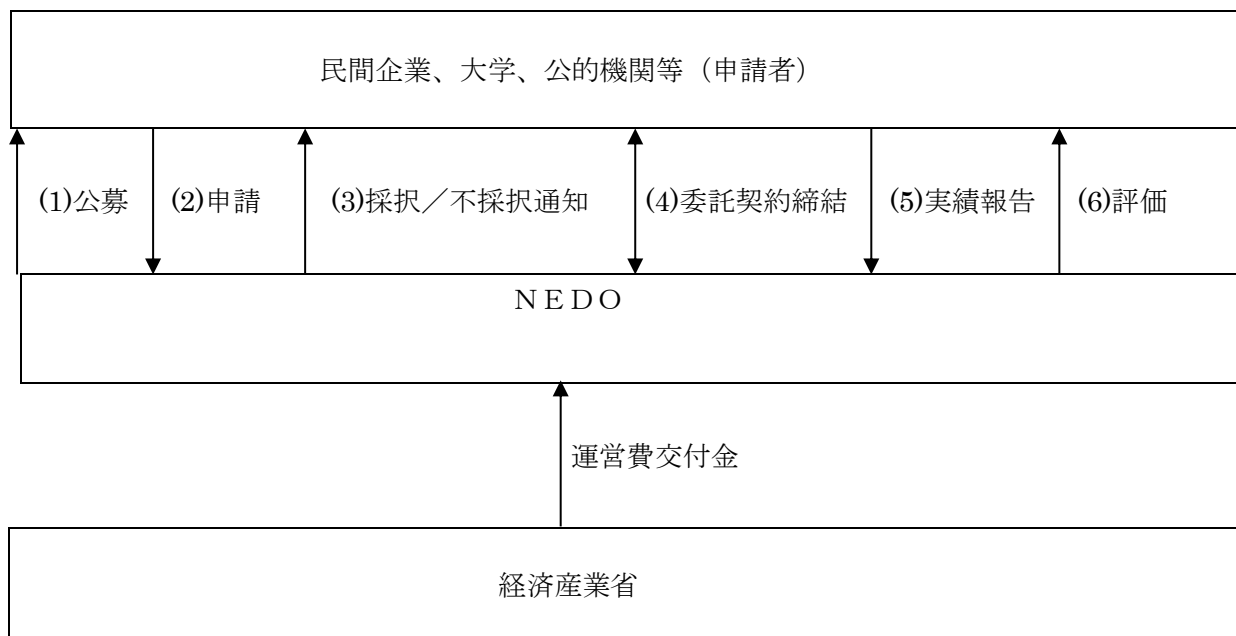 民間企業、大学、公的機関等（申請者）
(1)公募
(2)申請
(3)採択／不採択通知
(4)委託契約締結
(5)実績報告
(6)評価
ＮＥＤＯ
運営費交付金
経済産業省